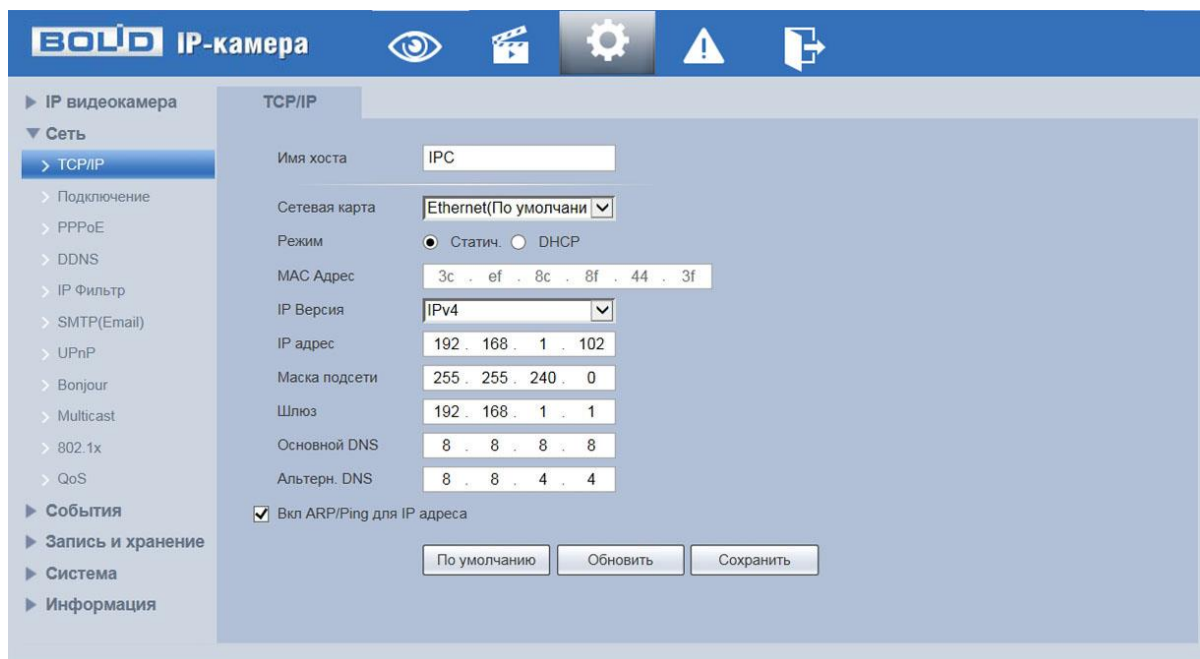 BOLID IP-камера
IP видеокамера
Сеть
TCP/IP
Подключение
PPPoE
DDNS
IP Фильтр
SMTP(Email)
UPnP
Bonjour
Multicast
802.1x
QoS
События
Запись и хранение
Система
Информация
TCP/IP
Имя хоста IPC
Сетевая карта Ethernet(По умолчани
Режим Статич. DHCP
MAC Адрес 3c . ef . 8c . 8f . 44 . 3f
IP Версия IPv4
IP адрес 192 . 168 . 1 . 102
Маска подсети 255 . 255 . 240 . 0
Шлюз 192 . 168 . 1 . 1
Основной DNS 8 . 8 . 8 . 8
Альтерн. DNS 8 . 8 . 4 . 4
Вкл ARP/Ping для IP адреса
По умолчанию Обновить Сохранить